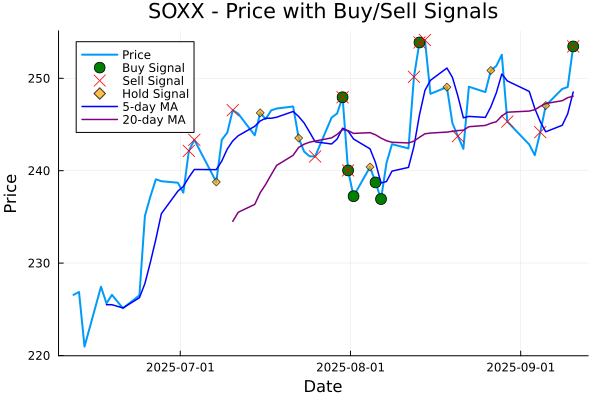 SOXX - Price with Buy/Sell Signals
Price
Buy Signal
Sell Signal
Hold Signal
5-day MA
20-day MA
250
240
230
220
Price
2025-07-01
2025-08-01
2025-09-01
Date